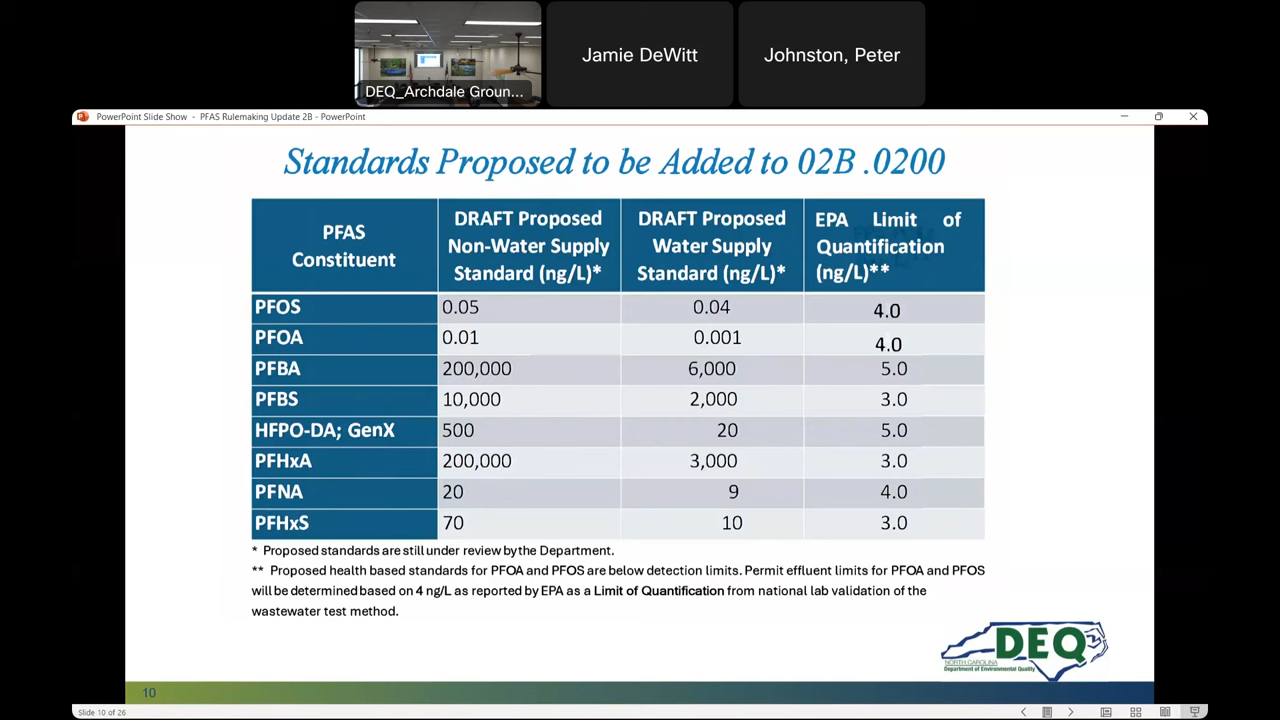 DEQ_Archdale Groun...
Jamie DeWitt
Johnston, Peter
PowerPoint Slide Show - PFAS Rulemaking Update 2B - PowerPoint
Standards Proposed to be Added to 02B .0200
PFAS
Constituent
DRAFT Proposed
Non-Water Supply
Standard (ng/L)*
DRAFT Proposed
Water Supply
Standard (ng/L)*
EPA Limit of
Quantification
(ng/L)**
PFOS 0.05 0.04 4.0
PFOA 0.01 0.001 4.0
PFBA 200,000 6,000 5.0
PFBS 10,000 2,000 3.0
HFPO-DA; GenX 500 20 5.0
PFHxA 200,000 3,000 3.0
PFNA 20 9 4.0
PFHxS 70 10 3.0
* Proposed standards are still under review by the Department.
** Proposed health based standards for PFOA and PFOS are below detection limits. Permit effluent limits for PFOA and PFOS
will be determined based on 4 ng/L as reported by EPA as a Limit of Quantification from national lab validation of the
wastewater test method.
DEQ
NORTH CAROLINA
Department of Environmental Quality
10
Slide 10 of 26